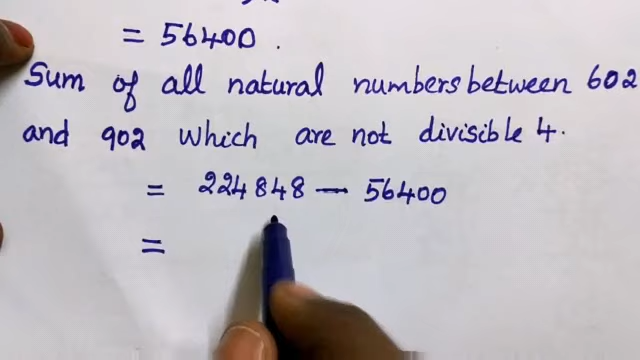 = 56400.
Sum of all natural numbers between 602
and 902 which are not divisible 4.
= 224848 — 56400
=